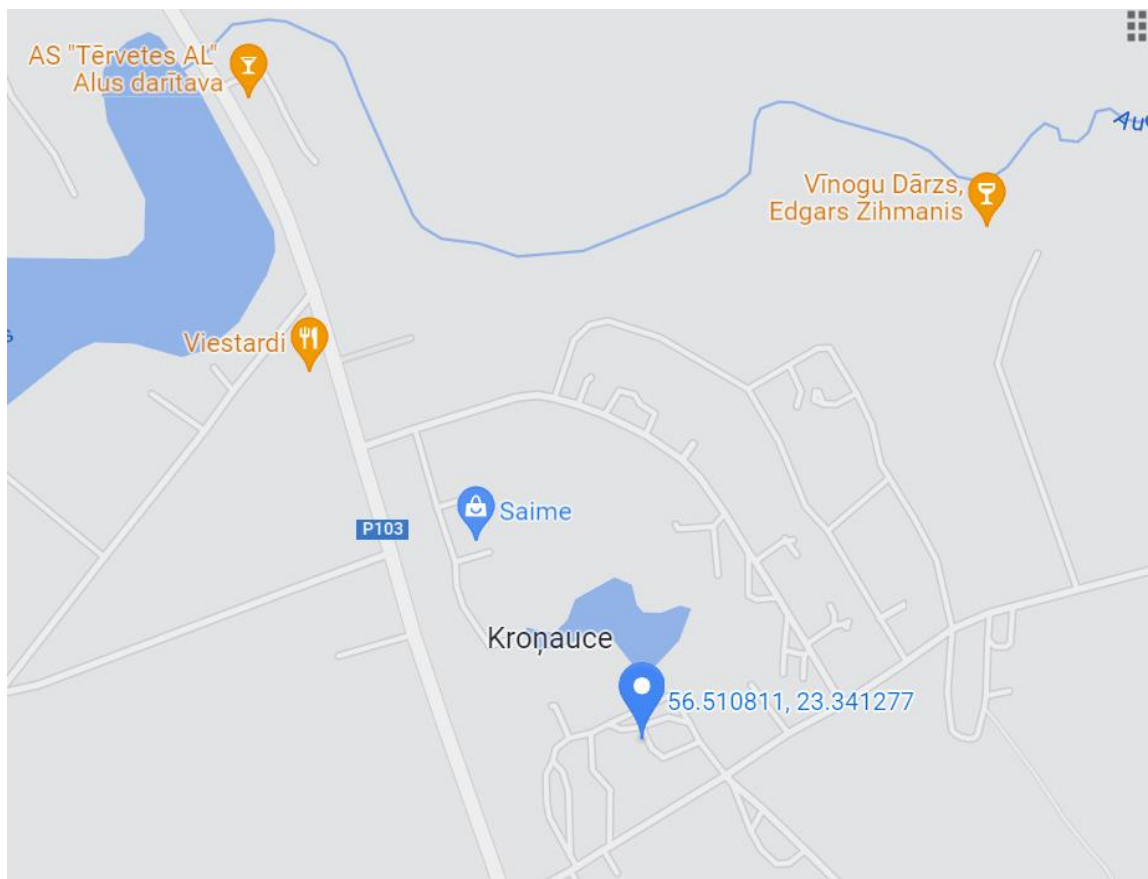 AS "Tērvetes AL"
Alus darītava
Vīnogu Dārzs,
Edgars Zihmanis
Viestardi
Saime
P103
Kroņauce
56.510811, 23.341277